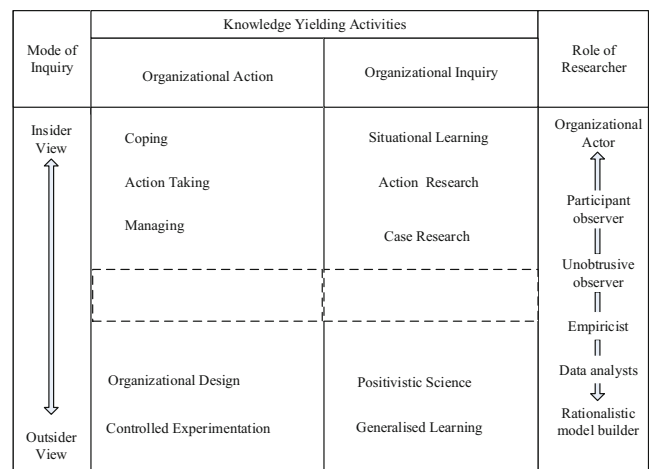 Knowledge Yielding Activities
Mode of
Inquiry
Organizational Action
Organizational Inquiry
Role of
Researcher
Insider
View
Coping
Situational Learning
Organizational
Actor
Action Taking
Action Research
Participant
observer
Managing
Case Research
Unobtrusive
observer
Empiricist
Organizational Design
Positivistic Science
Data analysts
Outsider
View
Controlled Experimentation
Generalised Learning
Rationalistic
model builder